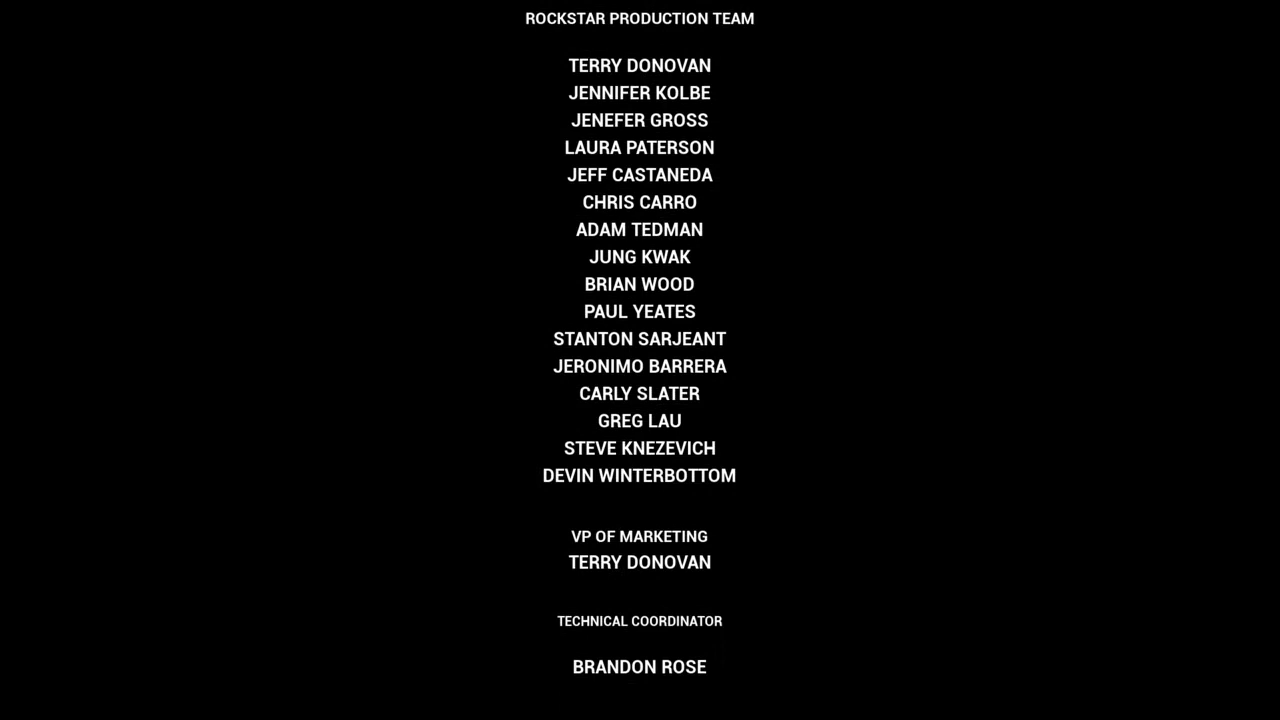 ROCKSTAR PRODUCTION TEAM
TERRY DONOVAN
JENNIFER KOLBE
JENEFER GROSS
LAURA PATERSON
JEFF CASTANEDA
CHRIS CARRO
ADAM TEDMAN
JUNG KWAK
BRIAN WOOD
PAUL YEATES
STANTON SARJEANT
JERONIMO BARRERA
CARLY SLATER
GREG LAU
STEVE KNEZEVICH
DEVIN WINTERBOTTOM
VP OF MARKETING
TERRY DONOVAN
TECHNICAL COORDINATOR
BRANDON ROSE